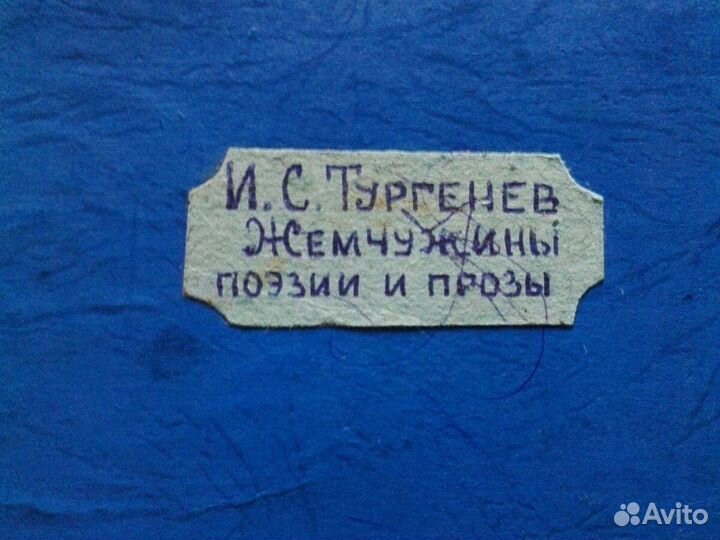 И. С. Тургенев
Жемчужины
поэзии и прозы
Avito